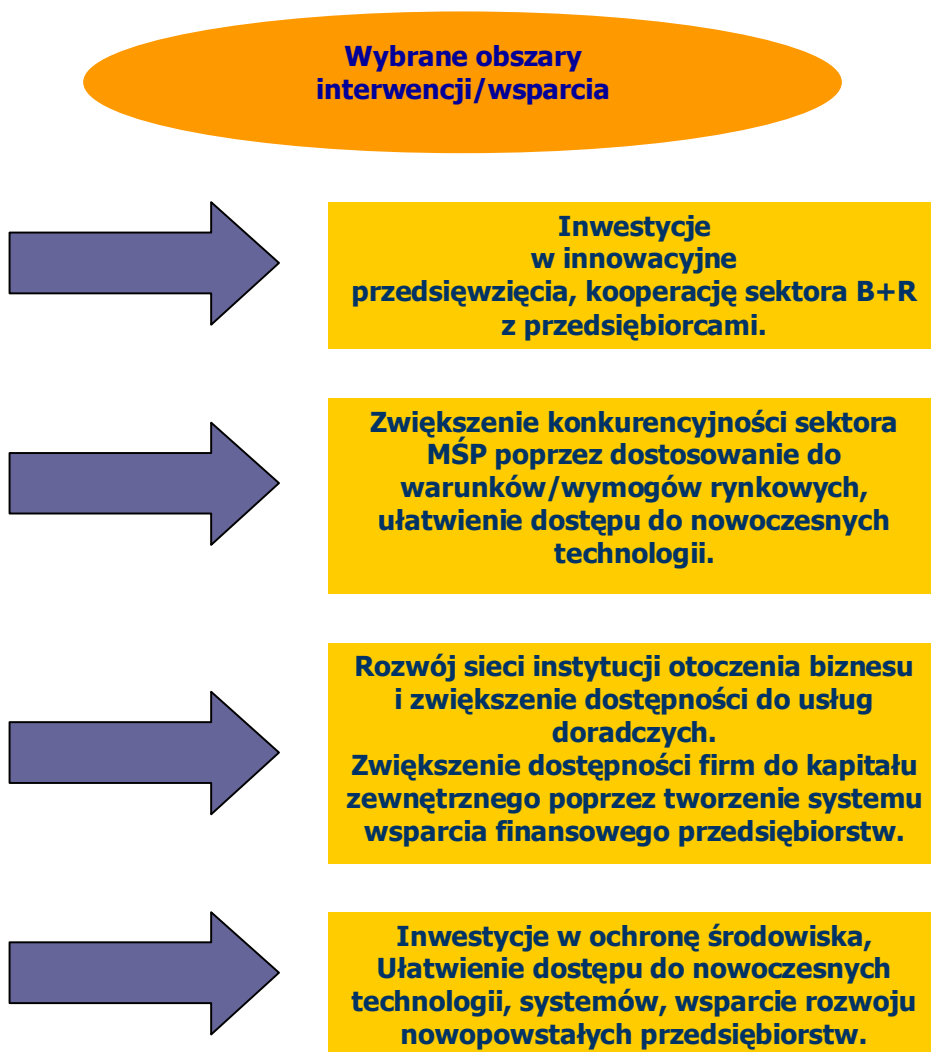 Wybrane obszary
interwencji/wsparcia
Inwestycje
w innowacyjne
przedsięwzięcia, kooperację sektora B+R
z przedsiębiorcami.
Zwiększenie konkurencyjności sektora
MŚP poprzez dostosowanie do
warunków/wymogów rynkowych,
ułatwienie dostępu do nowoczesnych
technologii.
Rozwój sieci instytucji otoczenia biznesu
i zwiększenie dostępności do usług
doradczych.
Zwiększenie dostępności firm do kapitału
zewnętrznego poprzez tworzenie systemu
wsparcia finansowego przedsiębiorstw.
Inwestycje w ochronę środowiska,
Ułatwienie dostępu do nowoczesnych
technologii, systemów, wsparcie rozwoju
nowopowstałych przedsiębiorstw.